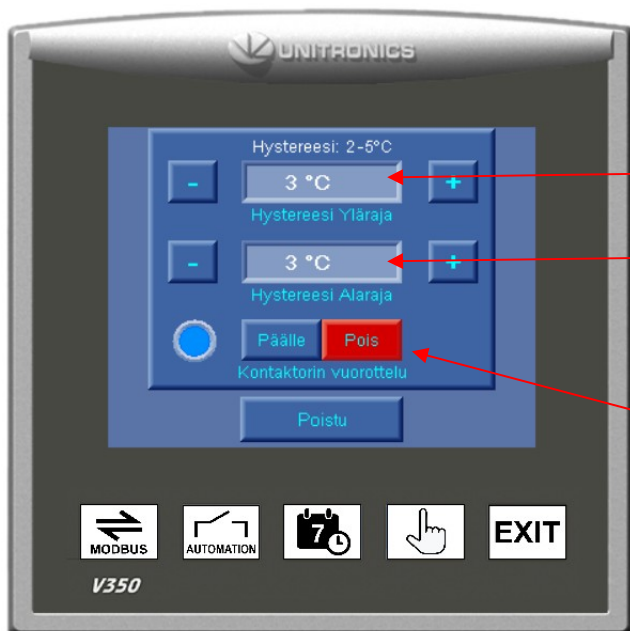 UNITRONICS
Hystereesi: 2-5°C
- 3 °C +
Hystereesi Yläraja
- 3 °C +
Hystereesi Alaraja
Päälle Pois
Kontaktorin vuorottelu
Poistu
MODBUS AUTOMATION 7 EXIT
V350